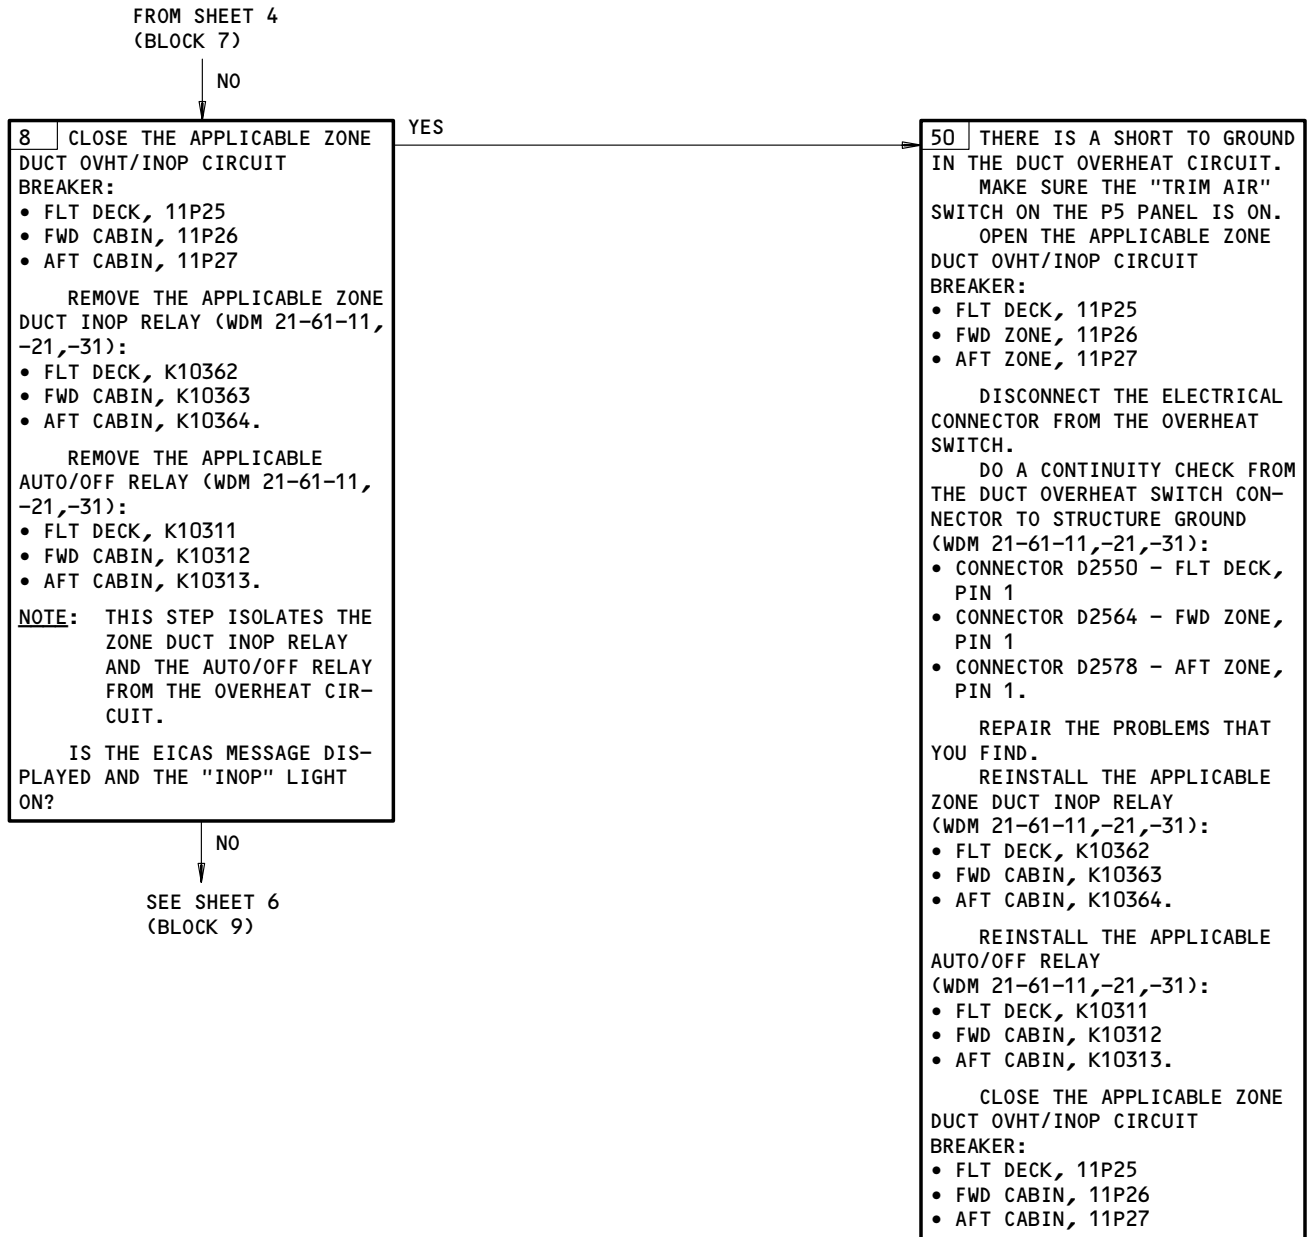 FROM SHEET 4
(BLOCK 7)
NO
8 CLOSE THE APPLICABLE ZONE
DUCT OVHT/INOP CIRCUIT
BREAKER:
• FLT DECK, 11P25
• FWD CABIN, 11P26
• AFT CABIN, 11P27
REMOVE THE APPLICABLE ZONE
DUCT INOP RELAY (WDM 21-61-11,
-21,-31):
• FLT DECK, K10362
• FWD CABIN, K10363
• AFT CABIN, K10364.
REMOVE THE APPLICABLE
AUTO/OFF RELAY (WDM 21-61-11,
-21,-31):
• FLT DECK, K10311
• FWD CABIN, K10312
• AFT CABIN, K10313.
NOTE: THIS STEP ISOLATES THE
ZONE DUCT INOP RELAY
AND THE AUTO/OFF RELAY
FROM THE OVERHEAT CIR-
CUIT.
IS THE EICAS MESSAGE DIS-
PLAYED AND THE "INOP" LIGHT
ON?
NO
SEE SHEET 6
(BLOCK 9)
YES
50 THERE IS A SHORT TO GROUND
IN THE DUCT OVERHEAT CIRCUIT.
MAKE SURE THE "TRIM AIR"
SWITCH ON THE P5 PANEL IS ON.
OPEN THE APPLICABLE ZONE
DUCT OVHT/INOP CIRCUIT
BREAKER:
• FLT DECK, 11P25
• FWD ZONE, 11P26
• AFT ZONE, 11P27
DISCONNECT THE ELECTRICAL
CONNECTOR FROM THE OVERHEAT
SWITCH.
DO A CONTINUITY CHECK FROM
THE DUCT OVERHEAT SWITCH CON-
NECTOR TO STRUCTURE GROUND
(WDM 21-61-11,-21,-31):
• CONNECTOR D2550 - FLT DECK,
PIN 1
• CONNECTOR D2564 - FWD ZONE,
PIN 1
• CONNECTOR D2578 - AFT ZONE,
PIN 1.
REPAIR THE PROBLEMS THAT
YOU FIND.
REINSTALL THE APPLICABLE
ZONE DUCT INOP RELAY
(WDM 21-61-11,-21,-31):
• FLT DECK, K10362
• FWD CABIN, K10363
• AFT CABIN, K10364.
REINSTALL THE APPLICABLE
AUTO/OFF RELAY
(WDM 21-61-11,-21,-31):
• FLT DECK, K10311
• FWD CABIN, K10312
• AFT CABIN, K10313.
CLOSE THE APPLICABLE ZONE
DUCT OVHT/INOP CIRCUIT
BREAKER:
• FLT DECK, 11P25
• FWD CABIN, 11P26
• AFT CABIN, 11P27